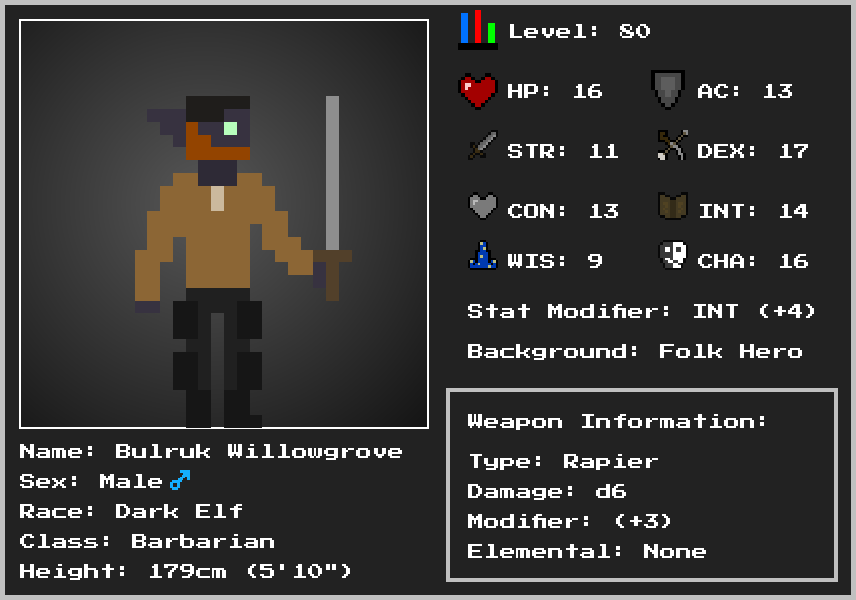 Level: 80
HP: 16
AC: 13
STR: 11
DEX: 17
CON: 13
INT: 14
WIS: 9
CHA: 16
Stat Modifier: INT (+4)
Background: Folk Hero
Weapon Information:
Type: Rapier
Damage: d6
Modifier: (+3)
Elemental: None
Name: Bulruk Willowgrove
Sex: Male ♂
Race: Dark Elf
Class: Barbarian
Height: 179cm (5'10")